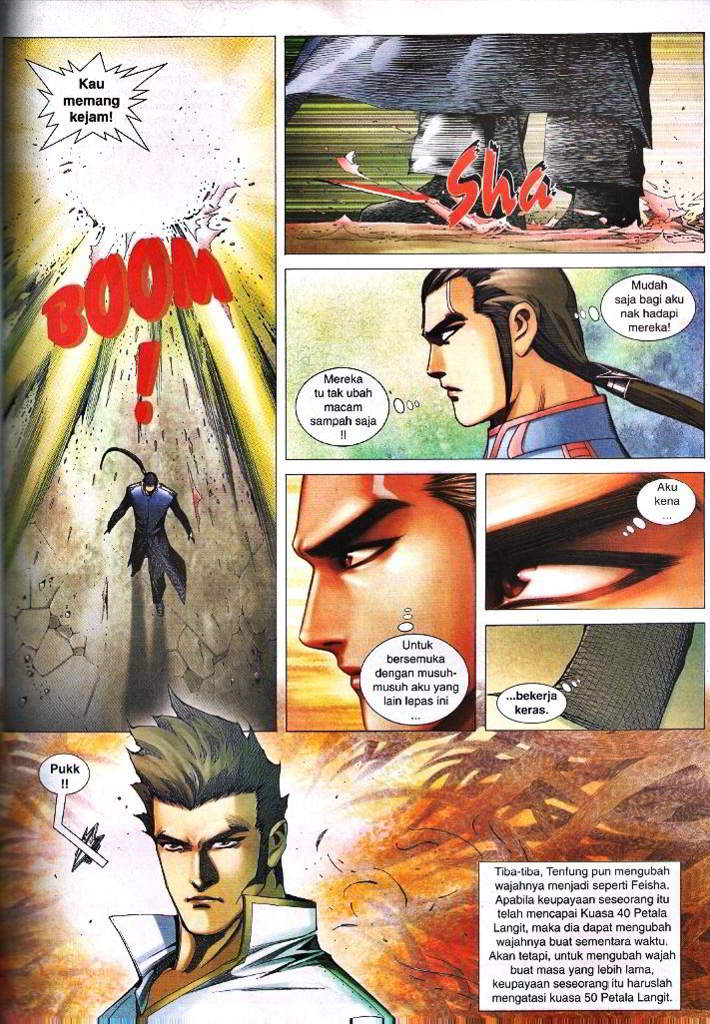 Kau
memang
kejam!
BOOM
!
Sha
Mudah
saja bagi aku
nak hadapi
mereka!
Mereka
tu tak ubah
macam
sampah saja
!!
Untuk
bersemuka
dengan musuh-
musuh aku yang
lain lepas ini
...
Aku
kena
...
...bekerja
keras.
Pukk
!!
Tiba-tiba, Tenfung pun mengubah
wajahnya menjadi seperti Feisha.
Apabila keupayaan seseorang itu
telah mencapai Kuasa 40 Petala
Langit, maka dia dapat mengubah
wajahnya buat sementara waktu.
Akan tetapi, untuk mengubah wajah
buat masa yang lebih lama,
keupayaan seseorang itu haruslah
mengatasi kuasa 50 Petala Langit.